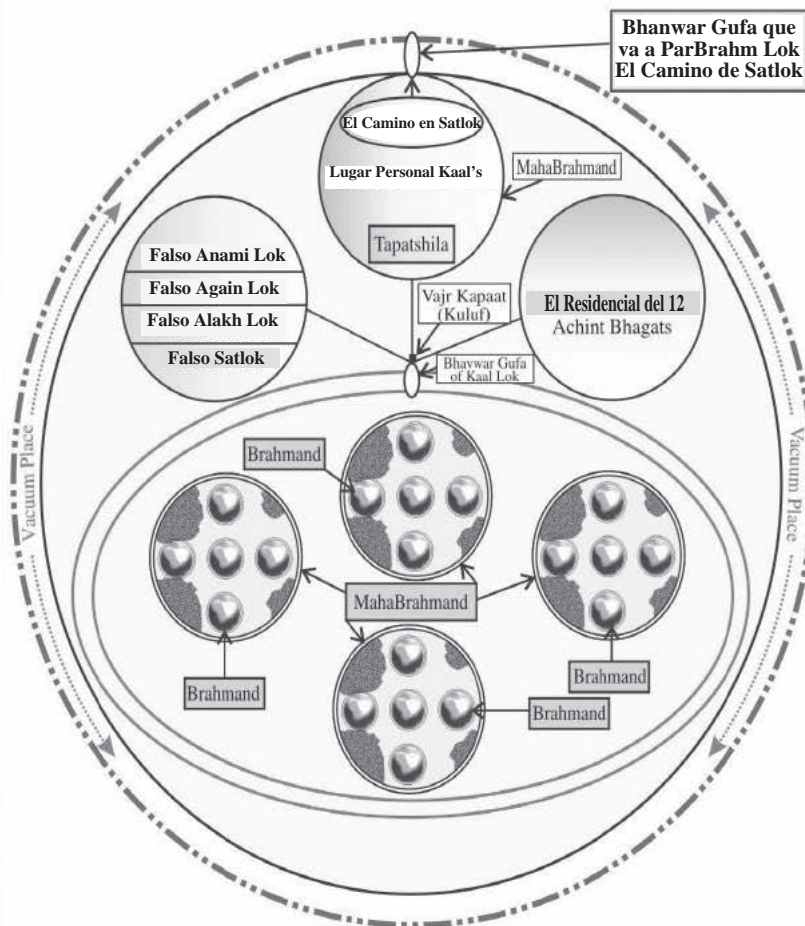 Bhanwar Gufa que
va a ParBrahm Lok
El Camino de Satlok
El Camino en Satlok
Lugar Personal Kaal's
MahaBrahmand
Tapatshila
Falso Anami Lok
Falso Again Lok
Falso Alakh Lok
Falso Satlok
Vajr Kapaat
(Kuluf)
El Residencial del 12
Achint Bhagats
Bhavwar Gufa
of Kaal Lok
Vacuum Place
Vacuum Place
Brahmand
MahaBrahmand
Brahmand
Brahmand
Brahmand